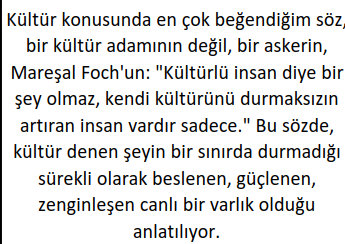 Kültür konusunda en çok beğendiğim söz,
bir kültür adamının değil, bir askerin,
Mareşal Foch'un: "Kültürlü insan diye bir
şey olmaz, kendi kültürünü durmaksızın
artıran insan vardır sadece." Bu sözde,
kültür denen şeyin bir sınırda durmadığı
sürekli olarak beslenen, güçlenen,
zenginleşen canlı bir varlık olduğu
anlatılıyor.